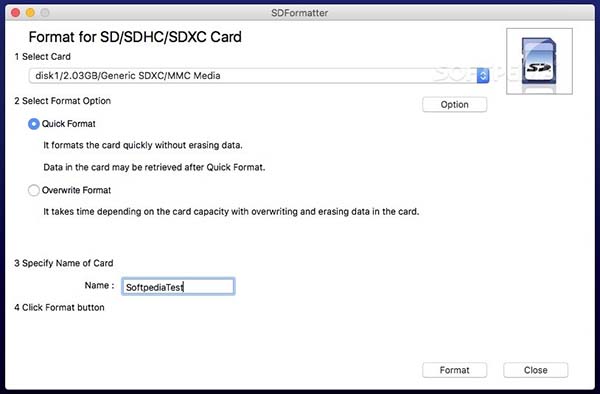 SDFormatter
Format for SD/SDHC/SDXC Card
1 Select Card
disk1/2.03GB/Generic SDXC/MMC Media
SOFTPEDIA
SD
2 Select Format Option
Option
Quick Format
It formats the card quickly without erasing data.
Data in the card may be retrieved after Quick Format.
Overwrite Format
It takes time depending on the card capacity with overwriting and erasing data in the card.
3 Specify Name of Card
Name : SoftpediaTest
4 Click Format button
Format Close